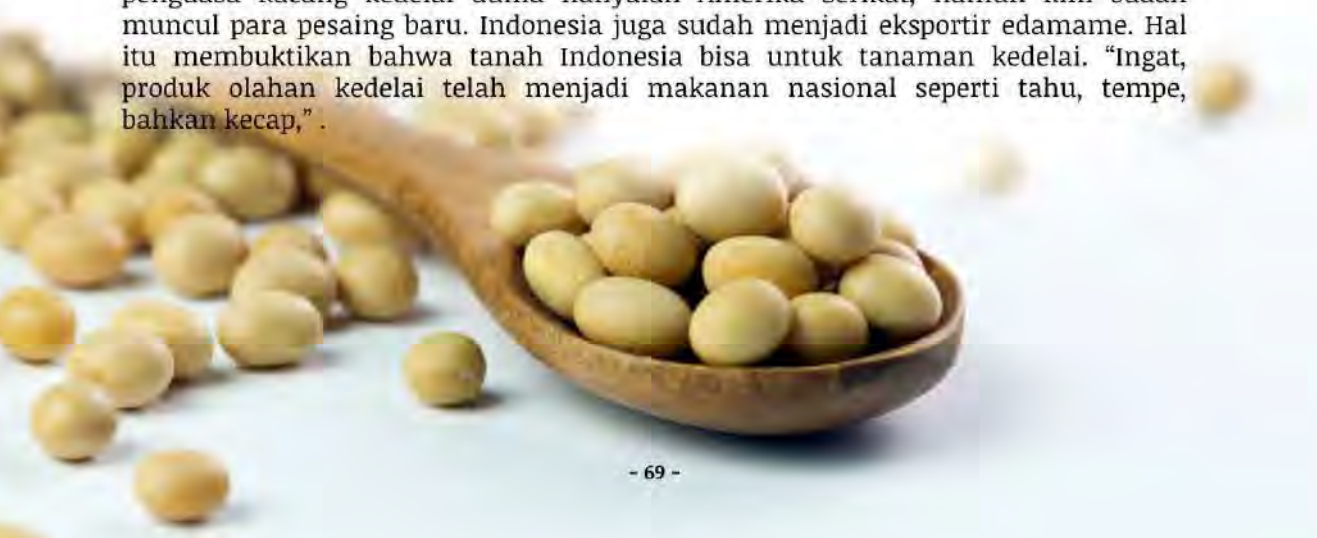 muncul para pesaing baru. Indonesia juga sudah menjadi eksportir edamame. Hal
itu membuktikan bahwa tanah Indonesia bisa untuk tanaman kedelai. “Ingat,
produk olahan kedelai telah menjadi makanan nasional seperti tahu, tempe,
bahkan kecap,” .
- 69 -